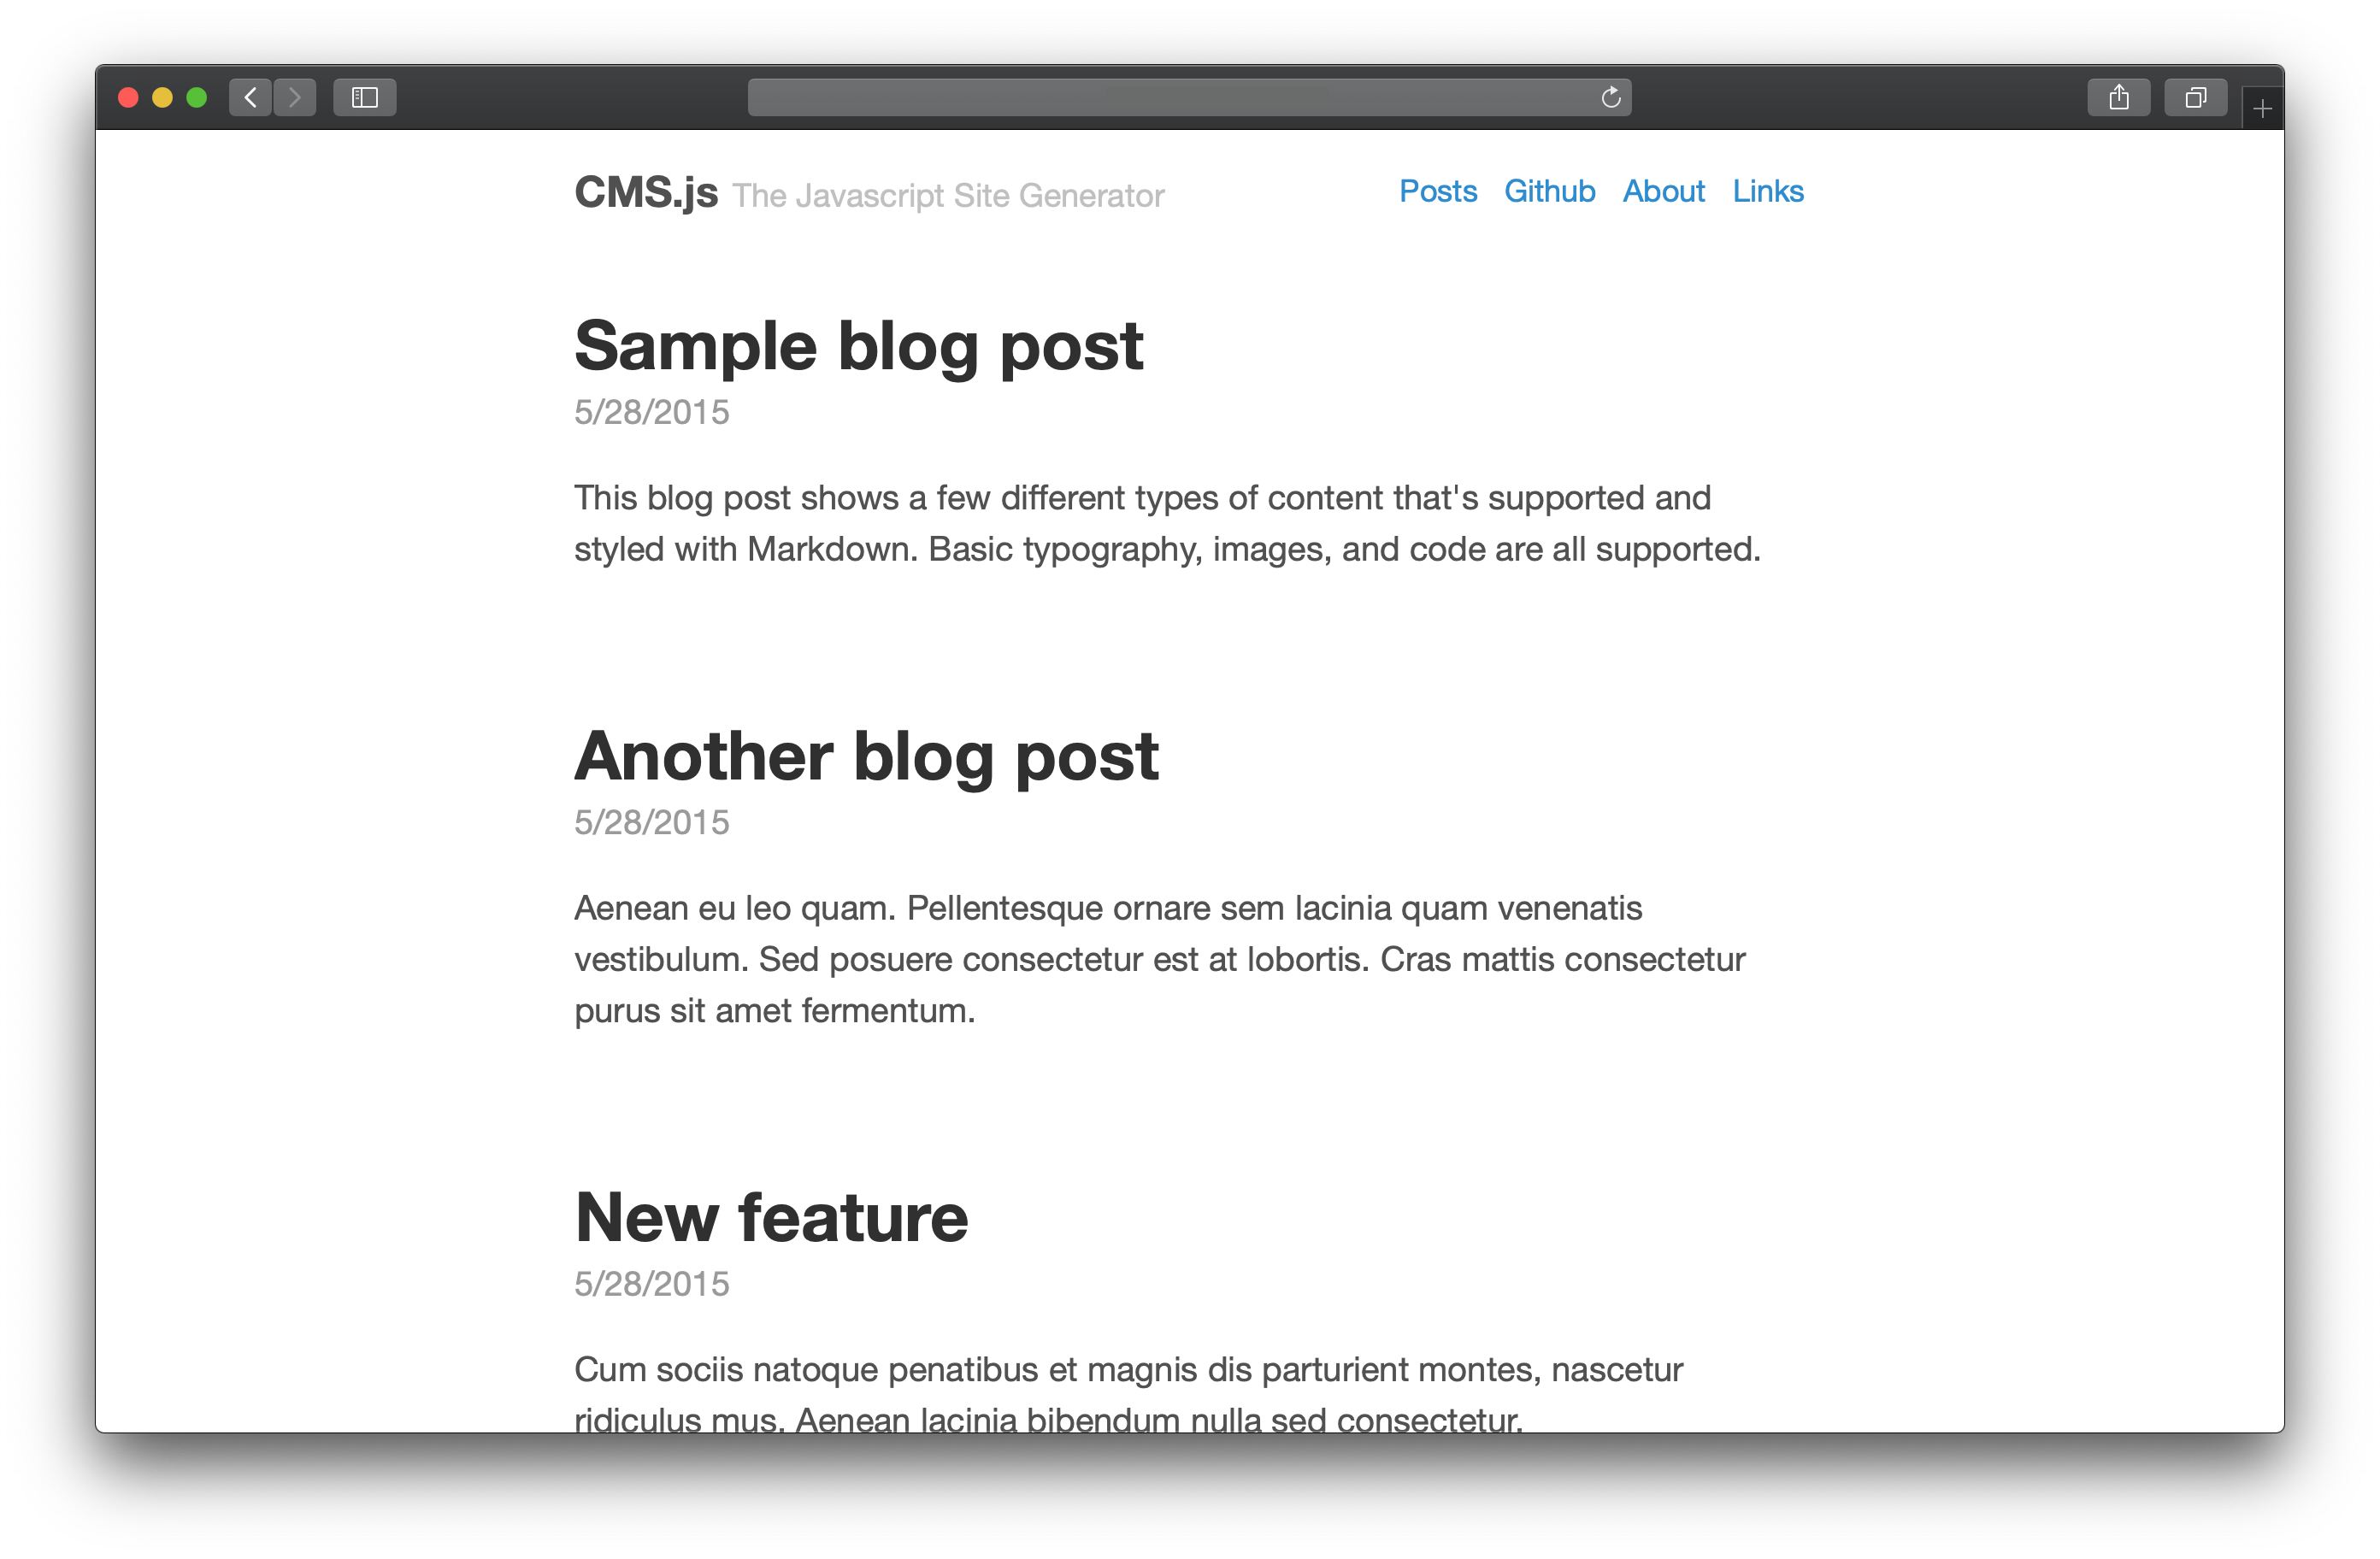 CMS.js The Javascript Site Generator Posts Github About Links
Sample blog post
5/28/2015
This blog post shows a few different types of content that's supported and
styled with Markdown. Basic typography, images, and code are all supported.
Another blog post
5/28/2015
Aenean eu leo quam. Pellentesque ornare sem lacinia quam venenatis
vestibulum. Sed posuere consectetur est at lobortis. Cras mattis consectetur
purus sit amet fermentum.
New feature
5/28/2015
Cum sociis natoque penatibus et magnis dis parturient montes, nascetur
ridiculus mus. Aenean lacinia bibendum nulla sed consectetur.